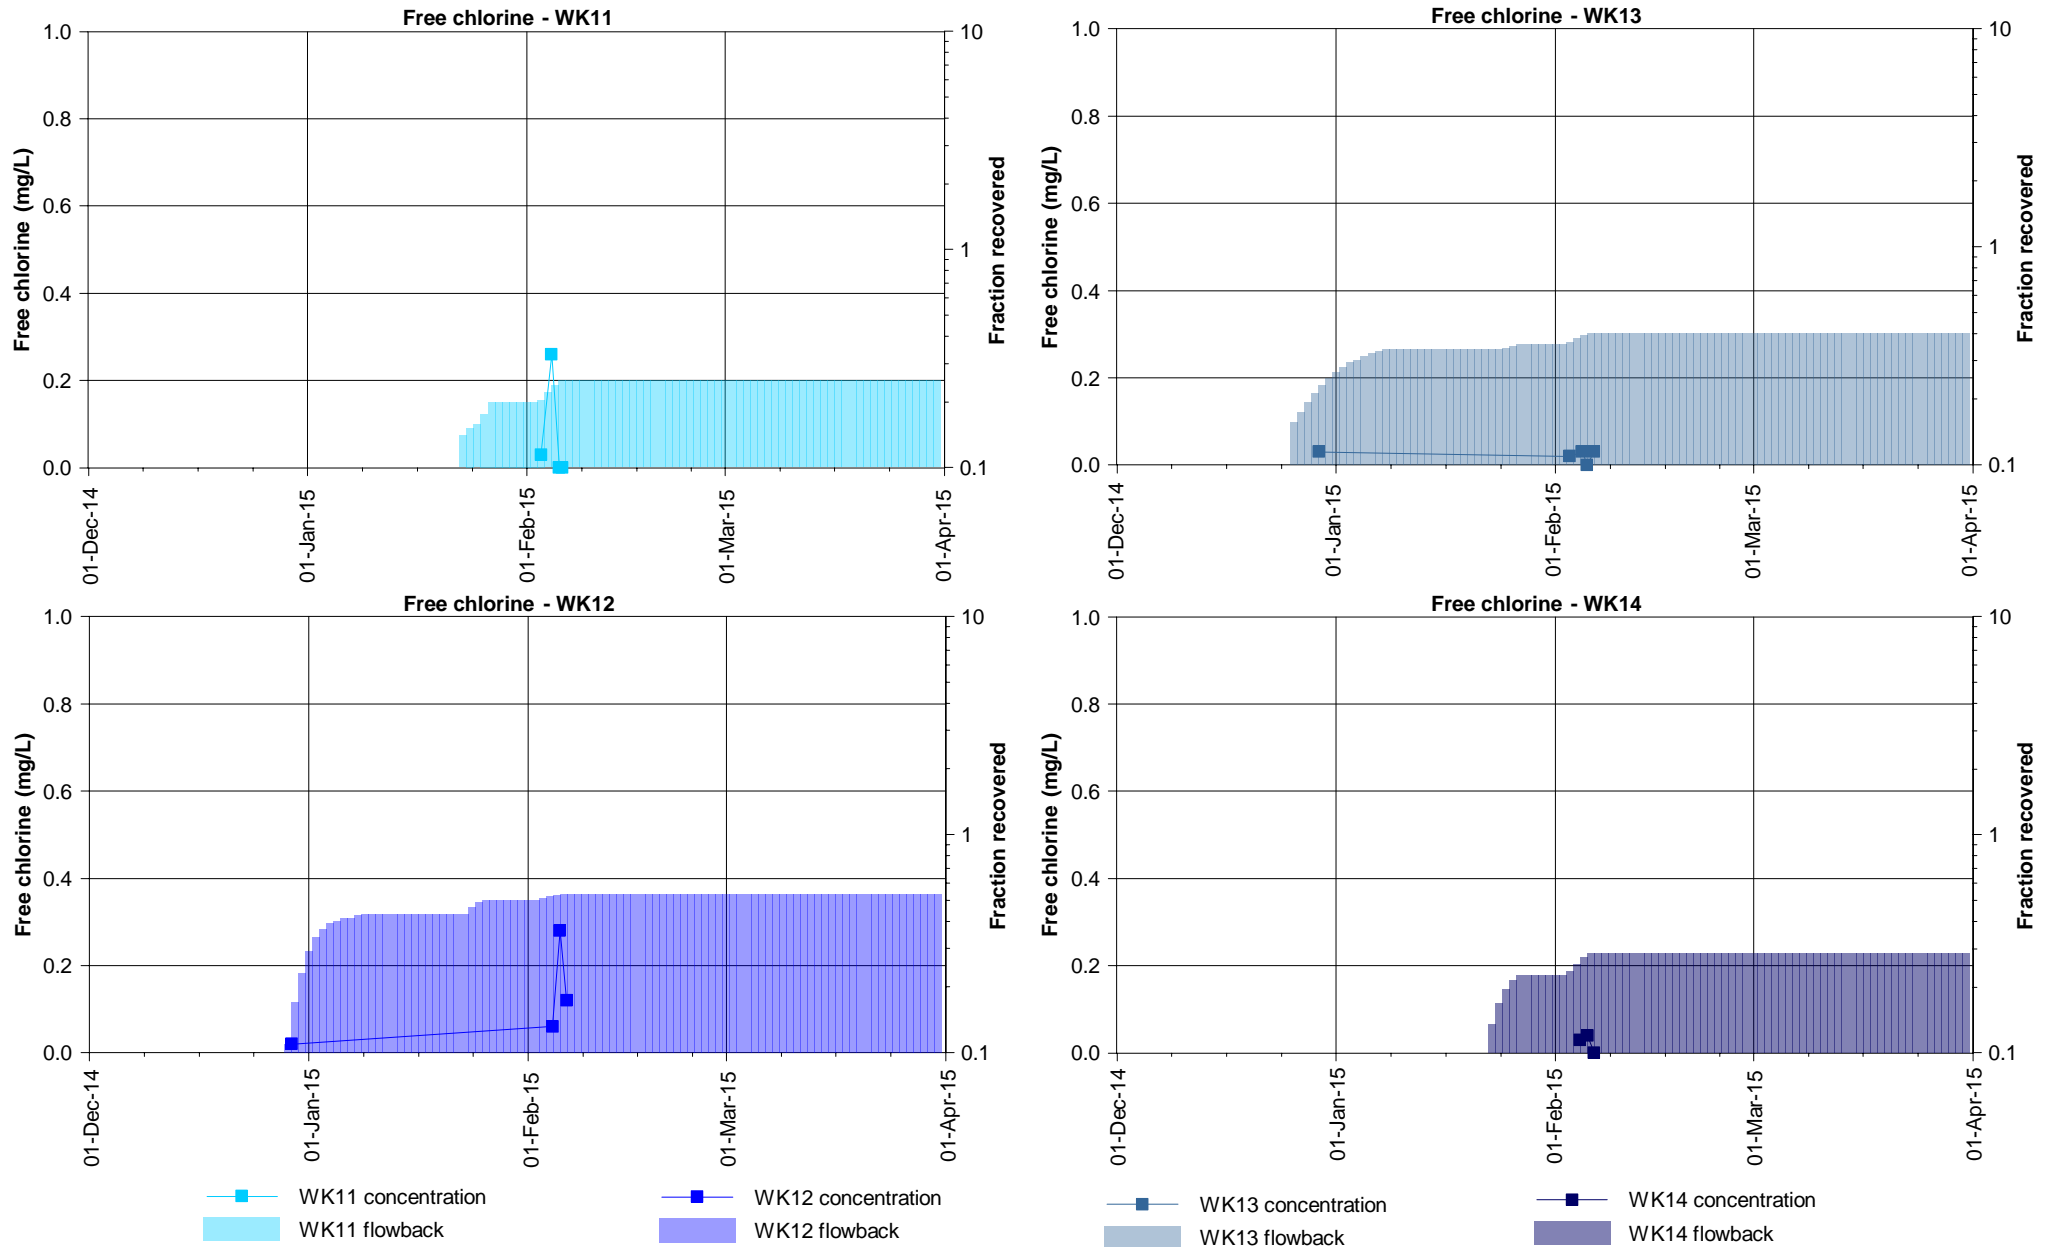 Free chlorine - WK11
1.0
0.8
0.6
0.4
0.2
0.0
Free chlorine (mg/L)
10
1
0.1
Fraction recovered
01-Dec-14
01-Jan-15
01-Feb-15
01-Mar-15
01-Apr-15
Free chlorine - WK13
1.0
0.8
0.6
0.4
0.2
0.0
Free chlorine (mg/L)
10
1
0.1
Fraction recovered
01-Dec-14
01-Jan-15
01-Feb-15
01-Mar-15
01-Apr-15
Free chlorine - WK12
1.0
0.8
0.6
0.4
0.2
0.0
Free chlorine (mg/L)
10
1
0.1
Fraction recovered
01-Dec-14
01-Jan-15
01-Feb-15
01-Mar-15
01-Apr-15
Free chlorine - WK14
1.0
0.8
0.6
0.4
0.2
0.0
Free chlorine (mg/L)
10
1
0.1
Fraction recovered
01-Dec-14
01-Jan-15
01-Feb-15
01-Mar-15
01-Apr-15
WK11 concentration
WK11 flowback
WK12 concentration
WK12 flowback
WK13 concentration
WK13 flowback
WK14 concentration
WK14 flowback